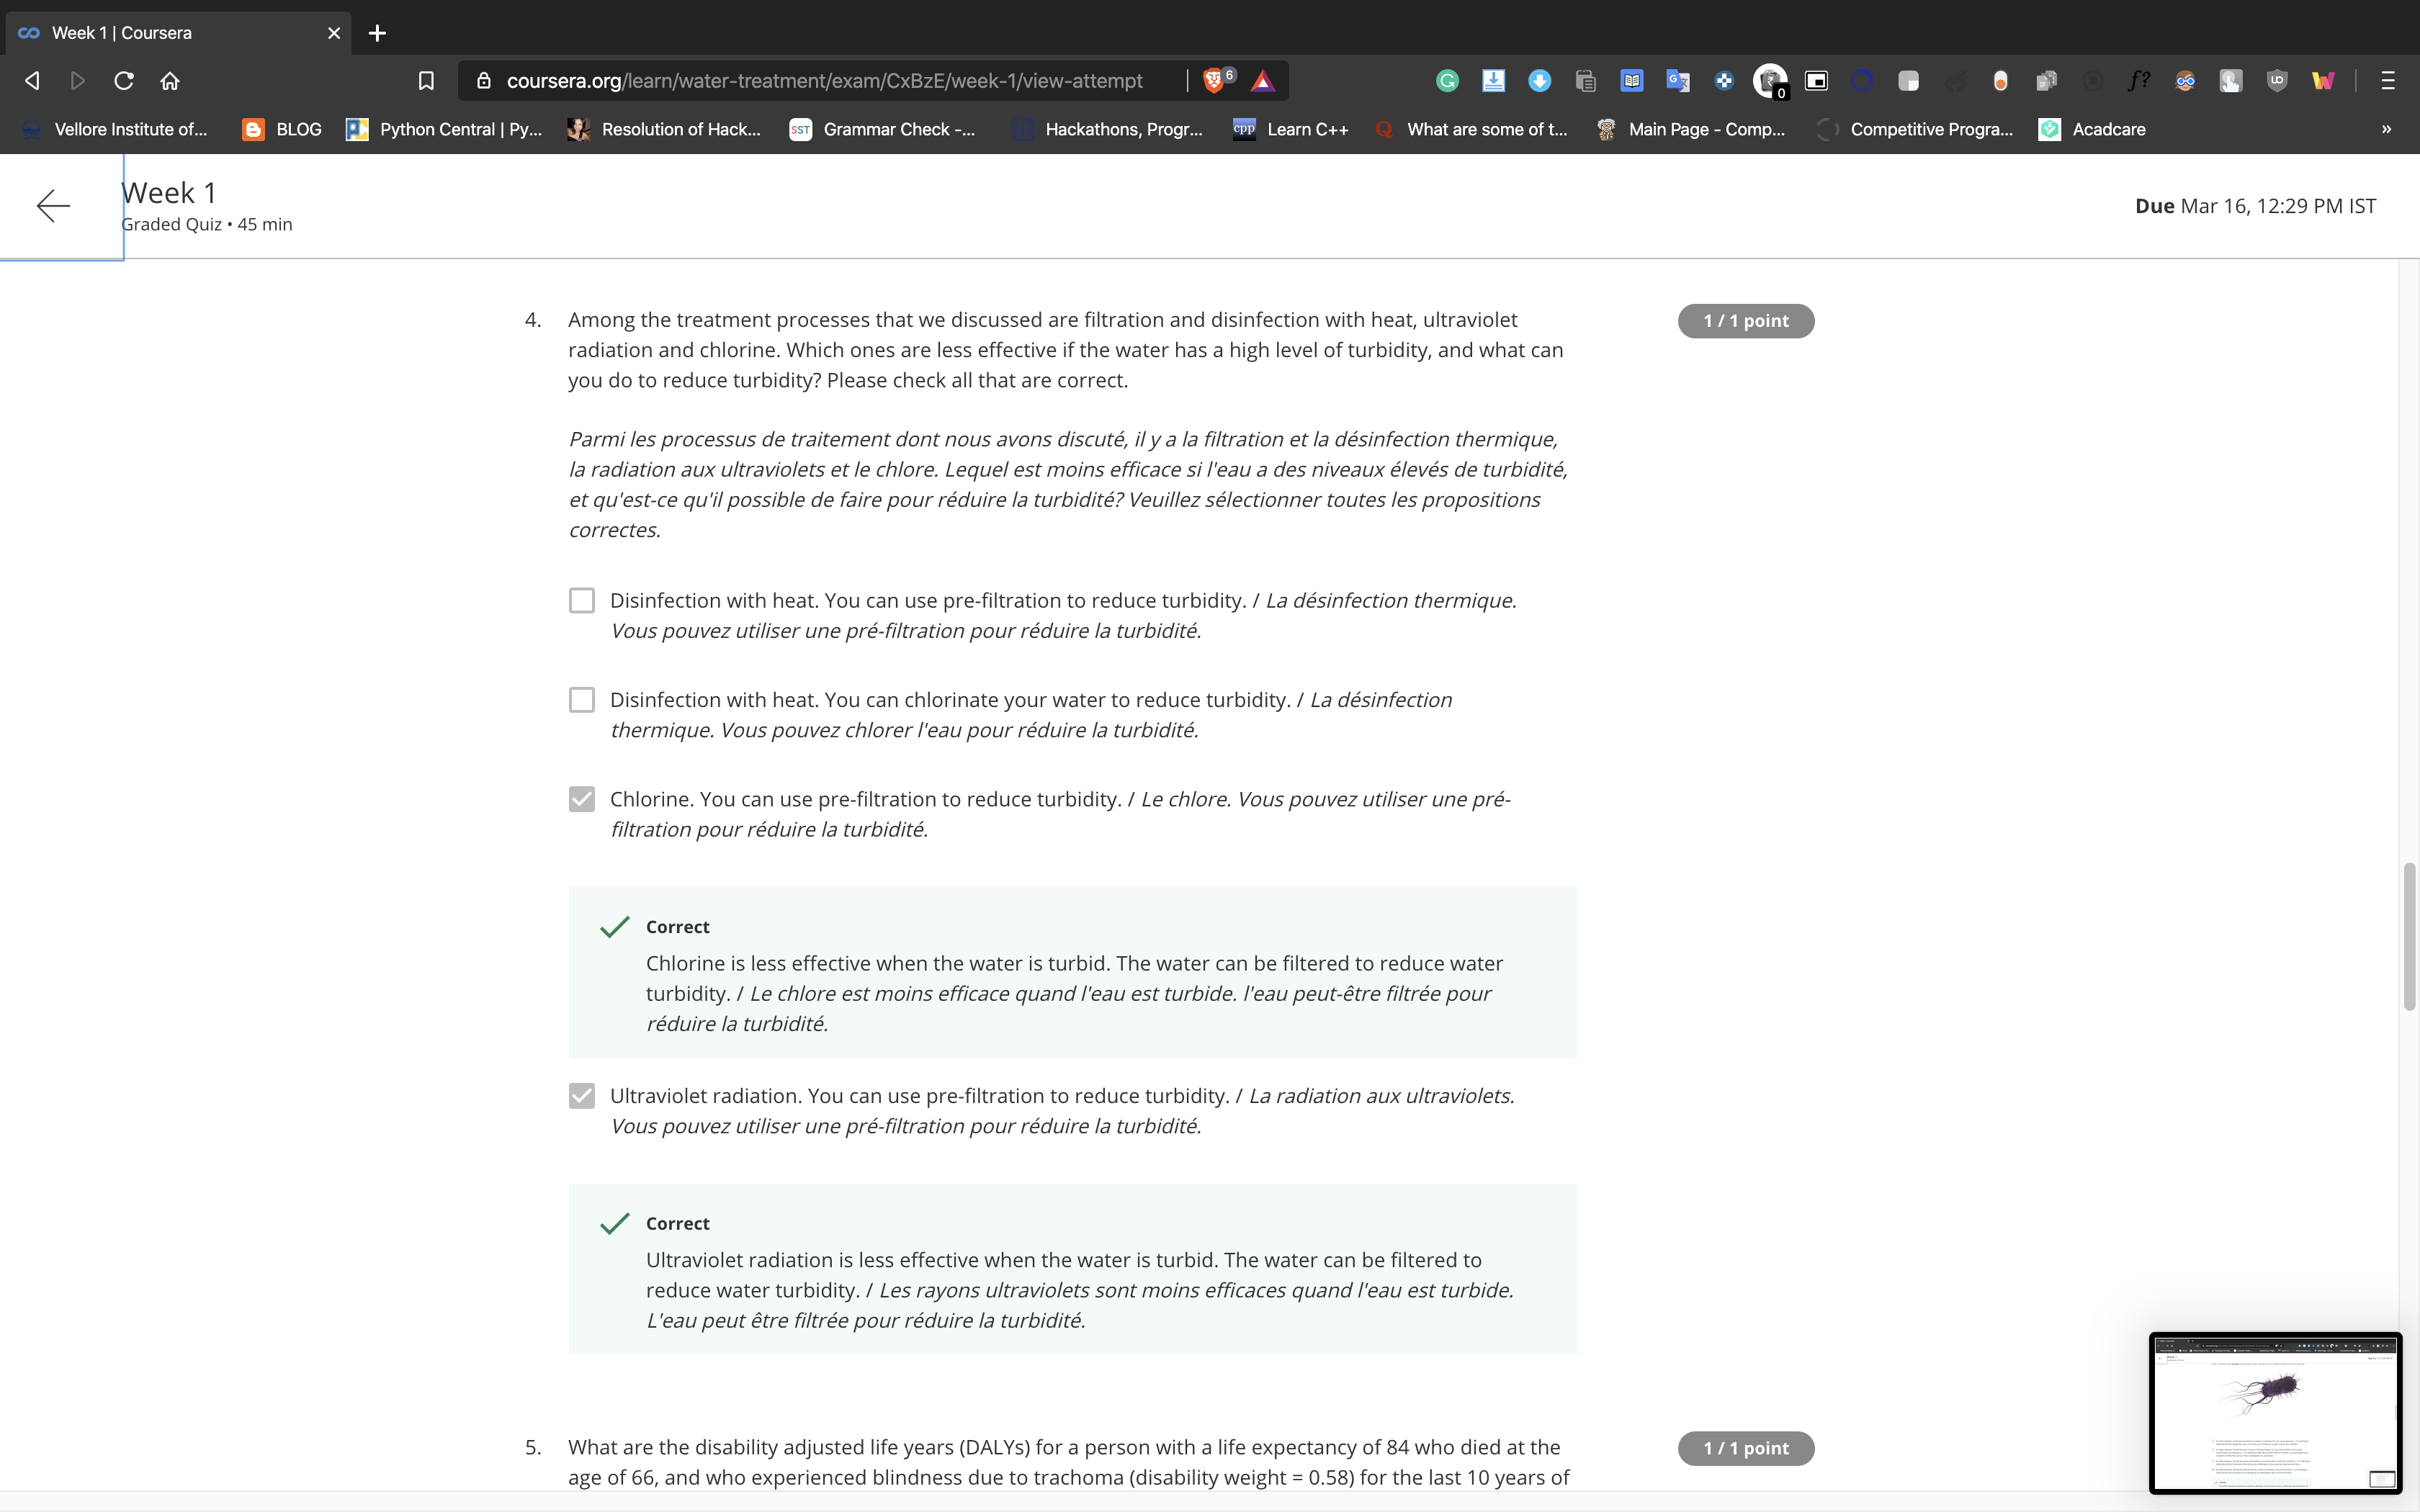 Week 1 | Coursera
coursera.org/learn/water-treatment/exam/CxBzE/week-1/view-attempt
6
0
f?
Vellore Institute of...
BLOG
Python Central | Py...
Resolution of Hack...
SST
Grammar Check -...
Hackathons, Progr...
cpp
Learn C++
What are some of t...
Main Page - Comp...
Competitive Progra...
Acadcare
»
Week 1
Graded Quiz • 45 min
Due Mar 16, 12:29 PM IST
4. Among the treatment processes that we discussed are filtration and disinfection with heat, ultraviolet
radiation and chlorine. Which ones are less effective if the water has a high level of turbidity, and what can
you do to reduce turbidity? Please check all that are correct.
1 / 1 point
Parmi les processus de traitement dont nous avons discuté, il y a la filtration et la désinfection thermique,
la radiation aux ultraviolets et le chlore. Lequel est moins efficace si l'eau a des niveaux élevés de turbidité,
et qu'est-ce qu'il possible de faire pour réduire la turbidité? Veuillez sélectionner toutes les propositions
correctes.
Disinfection with heat. You can use pre-filtration to reduce turbidity. / La désinfection thermique.
Vous pouvez utiliser une pré-filtration pour réduire la turbidité.
Disinfection with heat. You can chlorinate your water to reduce turbidity. / La désinfection
thermique. Vous pouvez chlorer l'eau pour réduire la turbidité.
Chlorine. You can use pre-filtration to reduce turbidity. / Le chlore. Vous pouvez utiliser une pré-
filtration pour réduire la turbidité.
Correct
Chlorine is less effective when the water is turbid. The water can be filtered to reduce water
turbidity. / Le chlore est moins efficace quand l'eau est turbide. l'eau peut-être filtrée pour
réduire la turbidité.
Ultraviolet radiation. You can use pre-filtration to reduce turbidity. / La radiation aux ultraviolets.
Vous pouvez utiliser une pré-filtration pour réduire la turbidité.
Correct
Ultraviolet radiation is less effective when the water is turbid. The water can be filtered to
reduce water turbidity. / Les rayons ultraviolets sont moins efficaces quand l'eau est turbide.
L'eau peut être filtrée pour réduire la turbidité.
5. What are the disability adjusted life years (DALYs) for a person with a life expectancy of 84 who died at the
age of 66, and who experienced blindness due to trachoma (disability weight = 0.58) for the last 10 years of
1 / 1 point